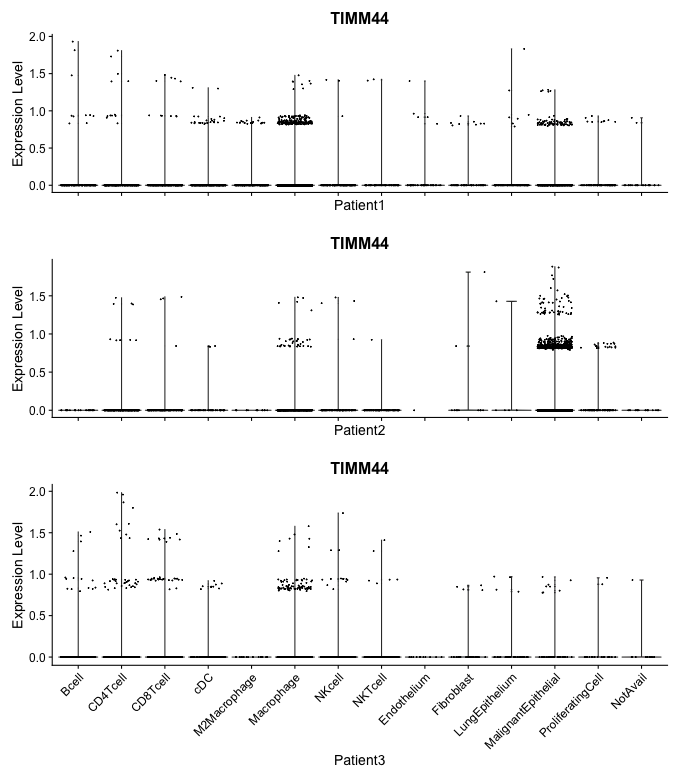 TIMM44
2.0
1.5
1.0
0.5
0.0
Expression Level
Patient1
TIMM44
1.5
1.0
0.5
0.0
Expression Level
Patient2
TIMM44
2.0
1.5
1.0
0.5
0.0
Expression Level
Bcell
CD4Tcell
CD8Tcell
cDC
M2Macrophage
Macrophage
NKcell
NKTcell
Endothelium
Fibroblast
LungEpithelium
MalignantEpithelial
ProliferatingCell
NotAvail
Patient3